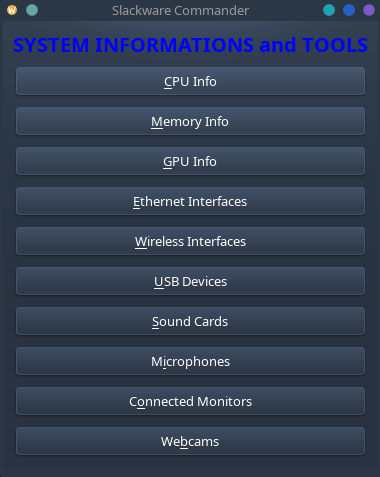 Slackware Commander
SYSTEM INFORMATIONS and TOOLS
CPU Info
Memory Info
GPU Info
Ethernet Interfaces
Wireless Interfaces
USB Devices
Sound Cards
Microphones
Connected Monitors
Webcams